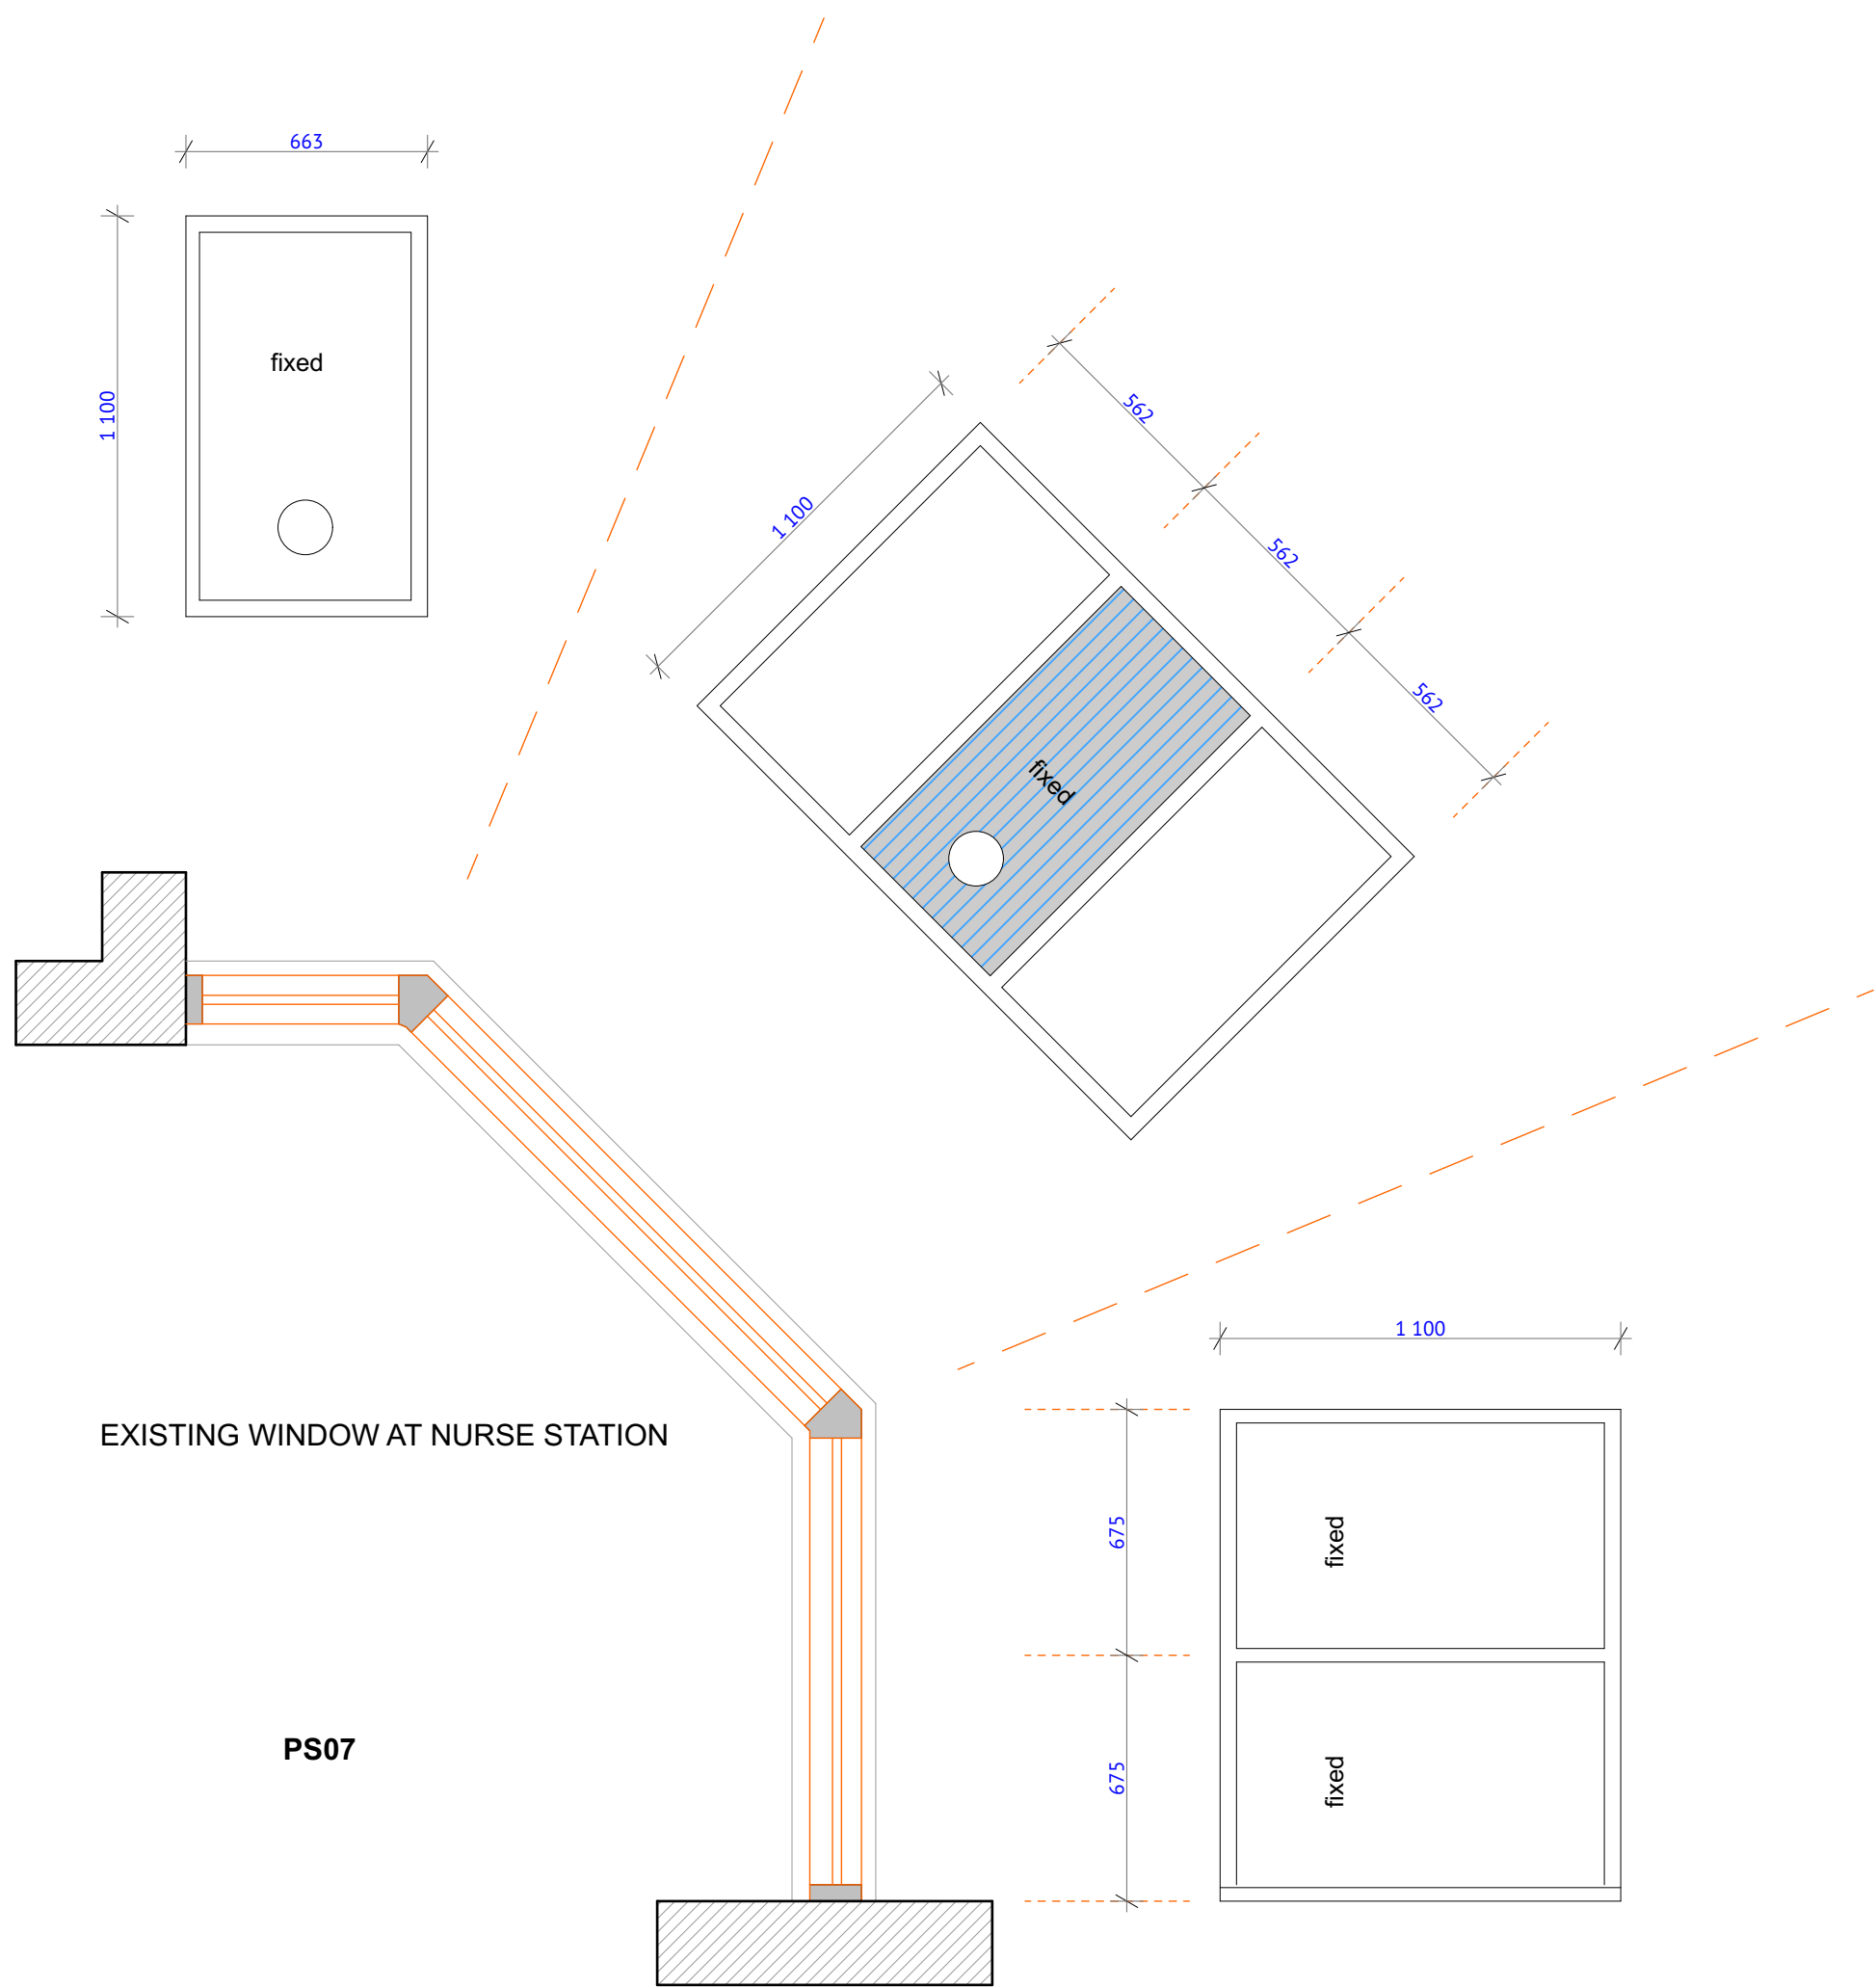 663
1 100
fixed
562
562
562
1 100
fixed
EXISTING WINDOW AT NURSE STATION
PS07
1 100
675
fixed
675
fixed